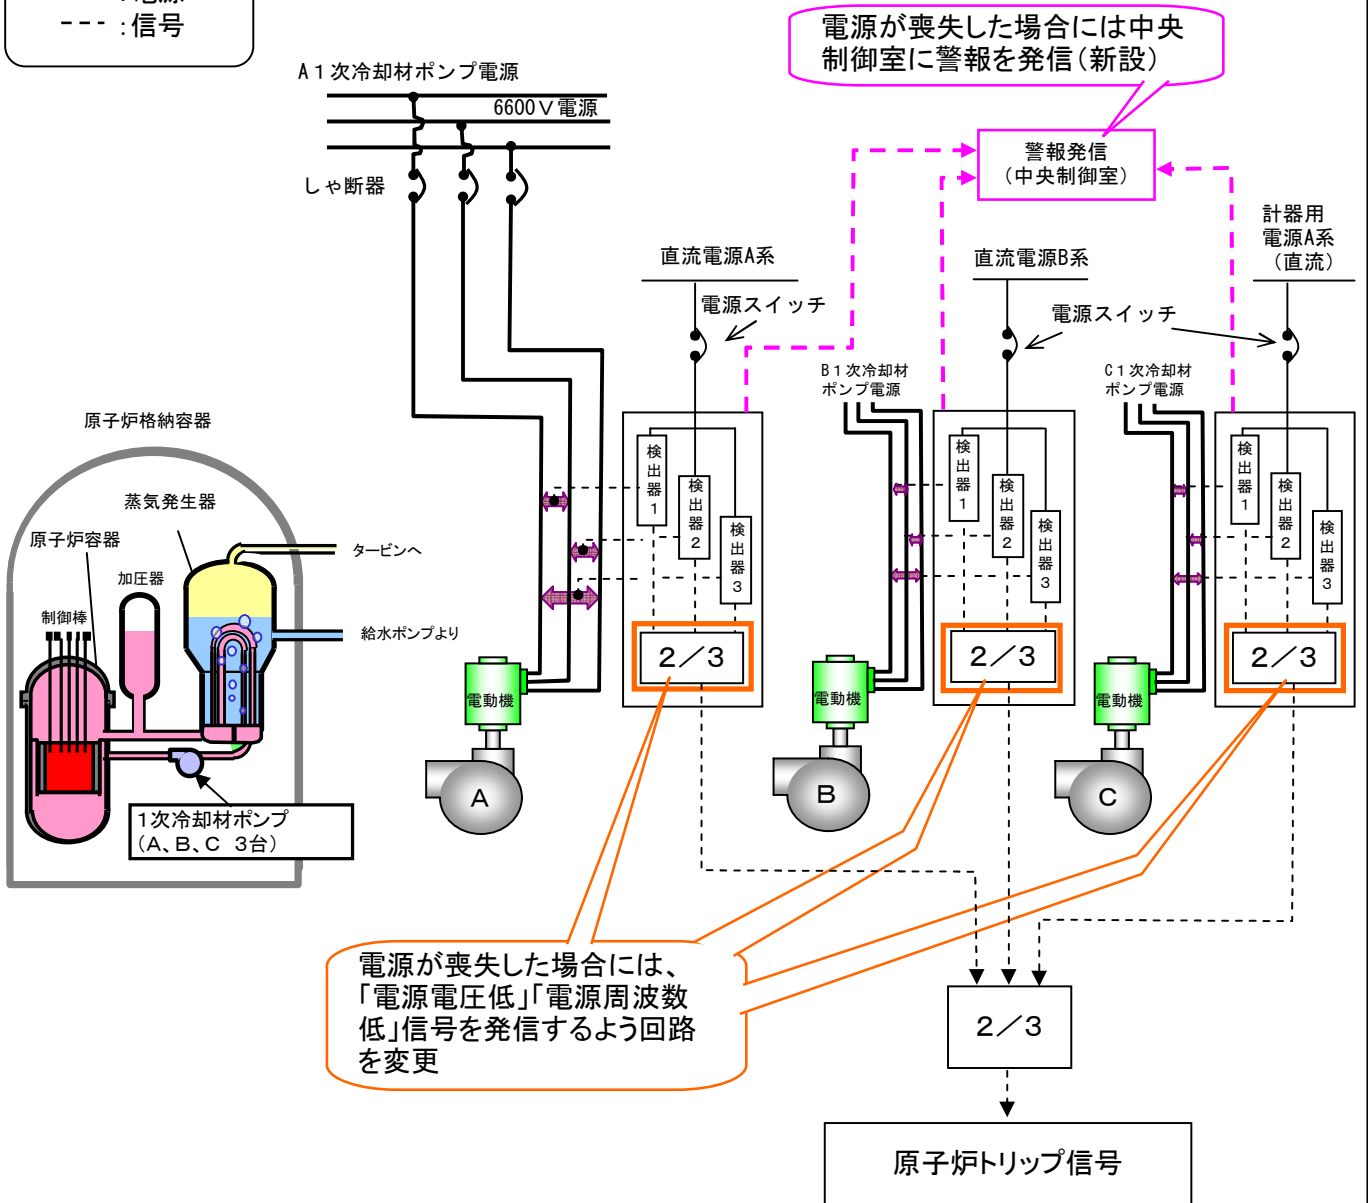 ：電源
--- ：信号
電源が喪失した場合には中央
制御室に警報を発信（新設）
A１次冷却材ポンプ電源
6600Ｖ電源
しゃ断器
警報発信
（中央制御室）
直流電源A系
直流電源B系
計器用
電源A系
（直流）
電源スイッチ
電源スイッチ
B１次冷却材
ポンプ電源
C１次冷却材
ポンプ電源
検出器１
検出器２
検出器３
検出器１
検出器２
検出器３
検出器１
検出器２
検出器３
２／３
２／３
２／３
電動機
電動機
電動機
A
B
C
原子炉格納容器
蒸気発生器
原子炉容器
加圧器
制御棒
タービンへ
給水ポンプより
１次冷却材ポンプ
（A、B、C ３台）
電源が喪失した場合には、
「電源電圧低」「電源周波数
低」信号を発信するよう回路
を変更
２／３
原子炉トリップ信号